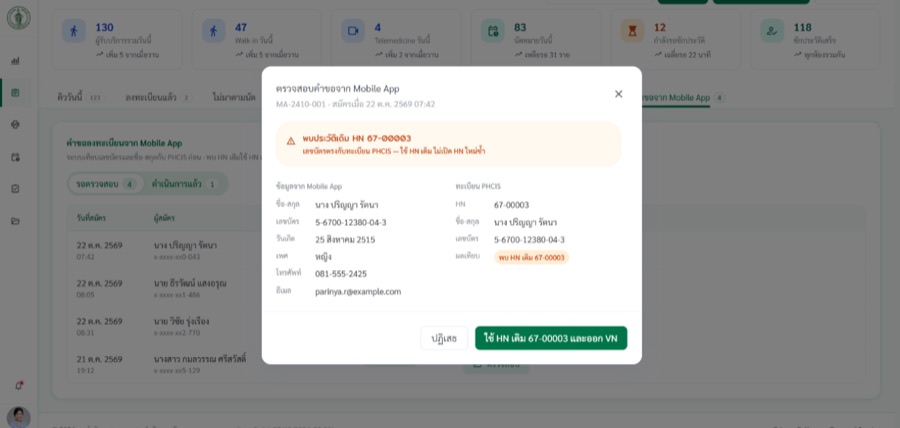 130
ผู้รับบริการรวมวันนี้
เพิ่ม 5 จากเมื่อวาน
47
Walk-in วันนี้
เพิ่ม 3 จากเมื่อวาน
4
Telemedicine วันนี้
เพิ่ม 2 จากเมื่อวาน
83
นัดหมายวันนี้
เหลือรอ 31 ราย
12
กำลังรอซักประวัติ
เฉลี่ยรอ 22 นาที
118
ซักประวัติเสร็จ
ทุกห้องรวมกัน
คิววันนี้ 123
ลงทะเบียนแล้ว 2
ไม่มาตามนัด
ขอจาก Mobile App 4
คำขอลงทะเบียนจาก Mobile App
รอตรวจสอบ 4
ดำเนินการแล้ว 1
วันที่สมัคร
ผู้สมัคร
22 ต.ค. 2569
นาง ปริญญา รัตนา
07:42
22 ต.ค. 2569
นาย ธีรวัฒน์ แสงอรุณ
08:05
22 ต.ค. 2569
นาย วิชัย รุ่งเรือง
08:31
21 ต.ค. 2569
นางสาว กมลวรรณ ศรีสวัสดิ์
19:12
ตรวจสอบคำขอจาก Mobile App
MA-2410-001 · สมัครเมื่อ 22 ต.ค. 2569 07:42
พบประวัติเดิม HN 67-00003
เลขบัตรตรงกับทะเบียน PHCIS — ใช้ HN เดิม ไม่เปิด HN ใหม่ซ้ำ
ข้อมูลจาก Mobile App
ชื่อ-สกุล นาง ปริญญา รัตนา
เลขบัตร 5-6700-12380-04-3
วันเกิด 25 สิงหาคม 2515
เพศ หญิง
โทรศัพท์ 081-555-2425
อีเมล parinya.r@example.com
ทะเบียน PHCIS
HN 67-00003
ชื่อ-สกุล นาง ปริญญา รัตนา
เลขบัตร 5-6700-12380-04-3
ผลเทียบ พบ HN เดิม 67-00003
ปฏิเสธ
ใช้ HN เดิม 67-00003 และออก VN